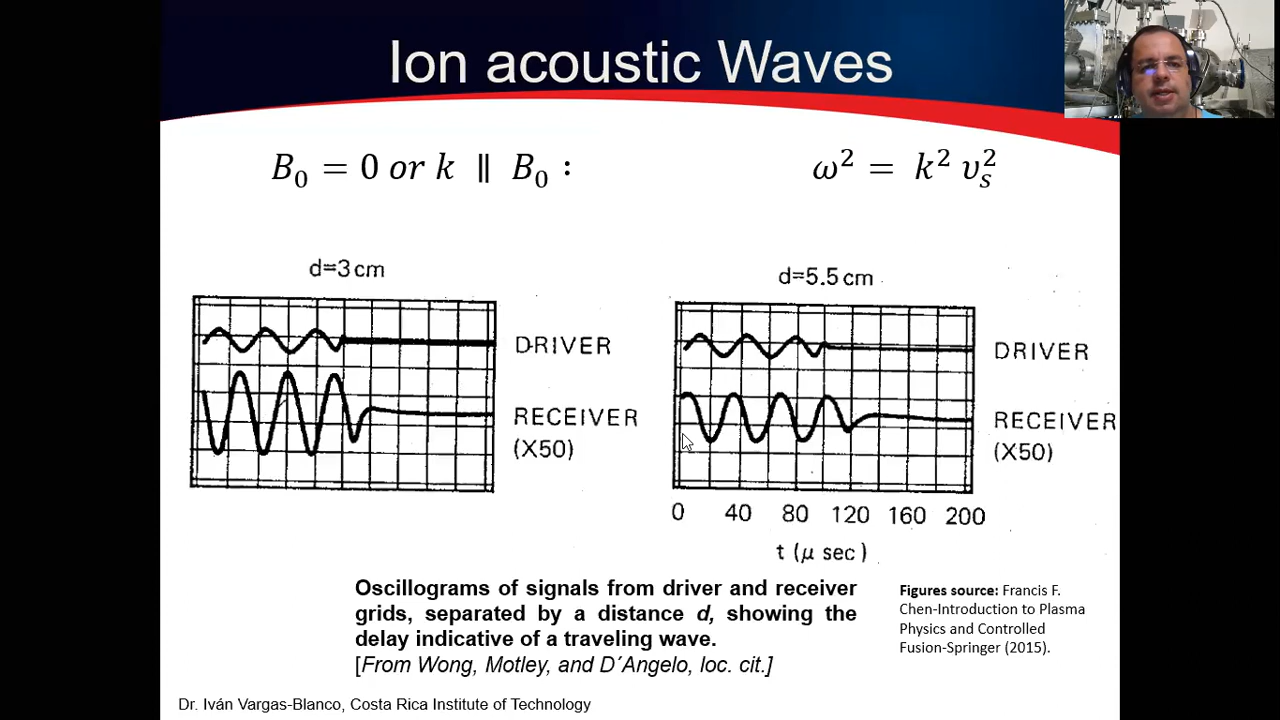 Ion acoustic Waves
B₀ = 0 or k ∥ B₀ :
ω² = k² υₛ²
d=3 cm
DRIVER
RECEIVER
(X50)
d=5.5 cm
DRIVER
RECEIVER
(X50)
0 40 80 120 160 200
t (μ sec)
Oscillograms of signals from driver and receiver
grids, separated by a distance d, showing the
delay indicative of a traveling wave.
[From Wong, Motley, and D´Angelo, loc. cit.]
Figures source: Francis F.
Chen-Introduction to Plasma
Physics and Controlled
Fusion-Springer (2015).
Dr. Iván Vargas-Blanco, Costa Rica Institute of Technology